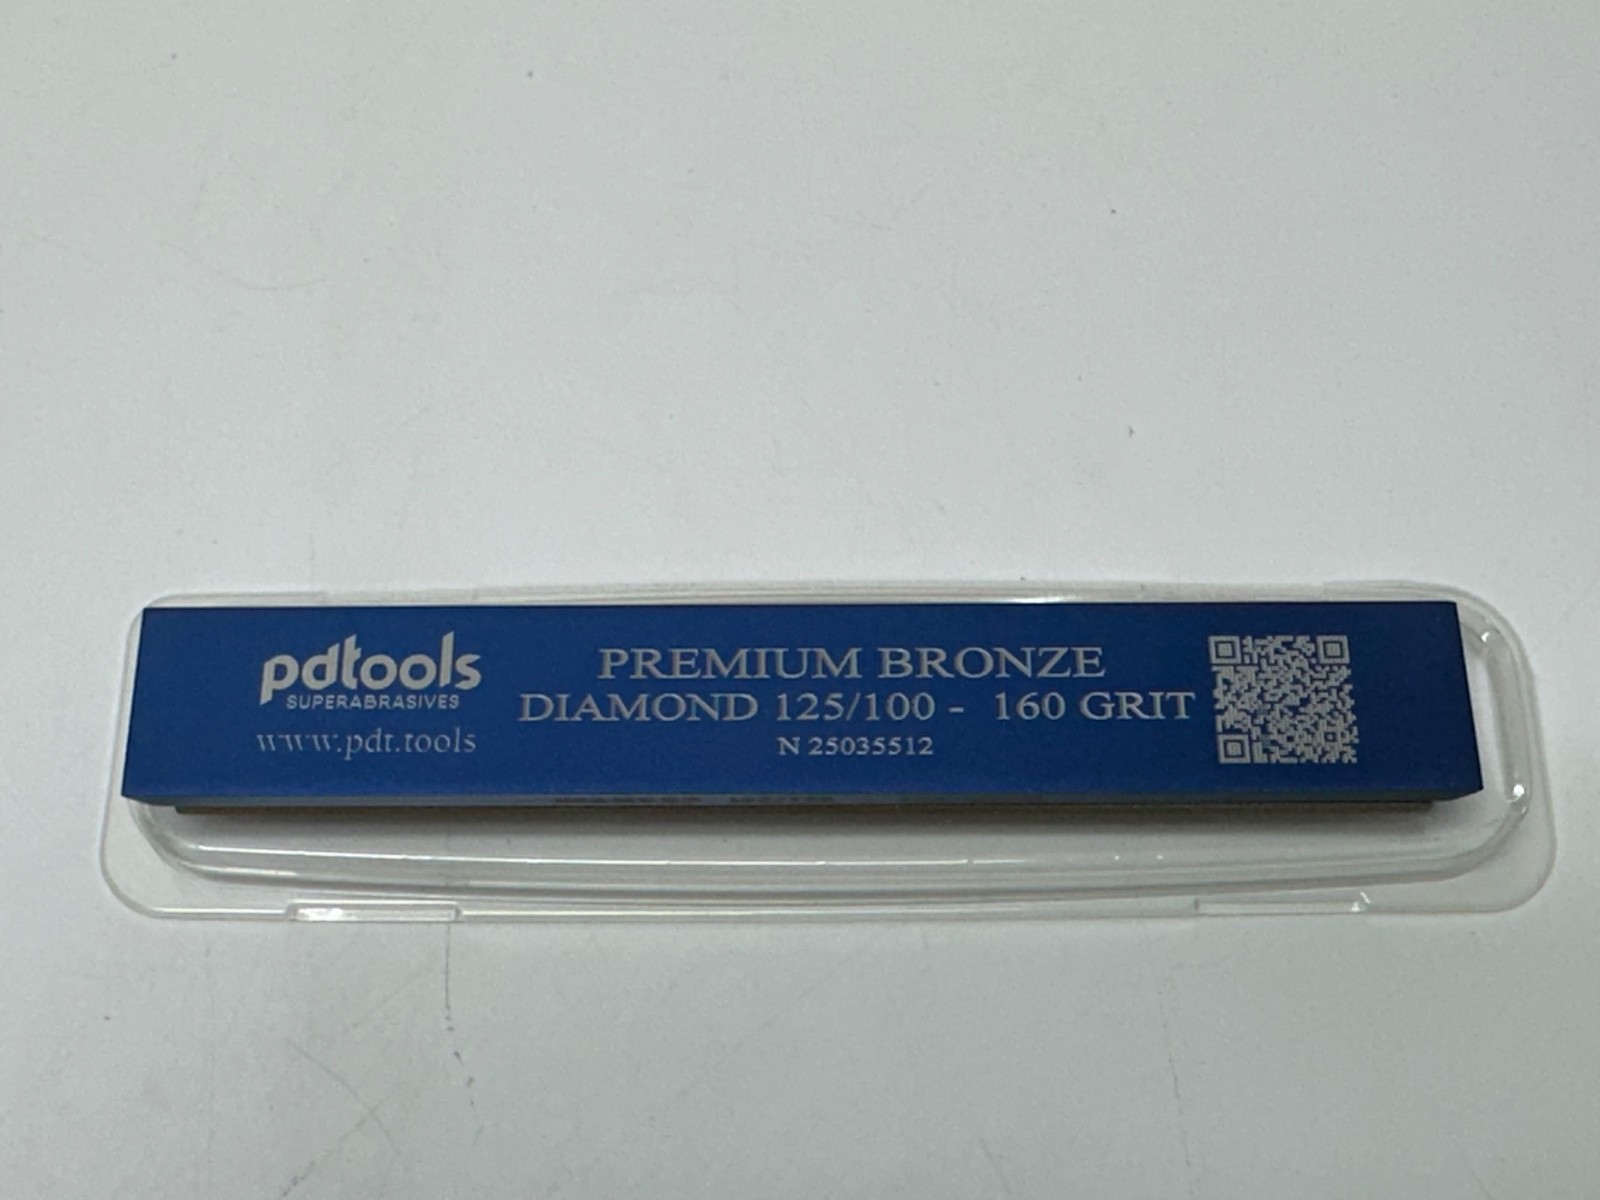 pdtools
SUPERABRASIVES
www.pdt.tools
PREMIUM BRONZE
DIAMOND 125/100 - 160 GRIT
N 25035512